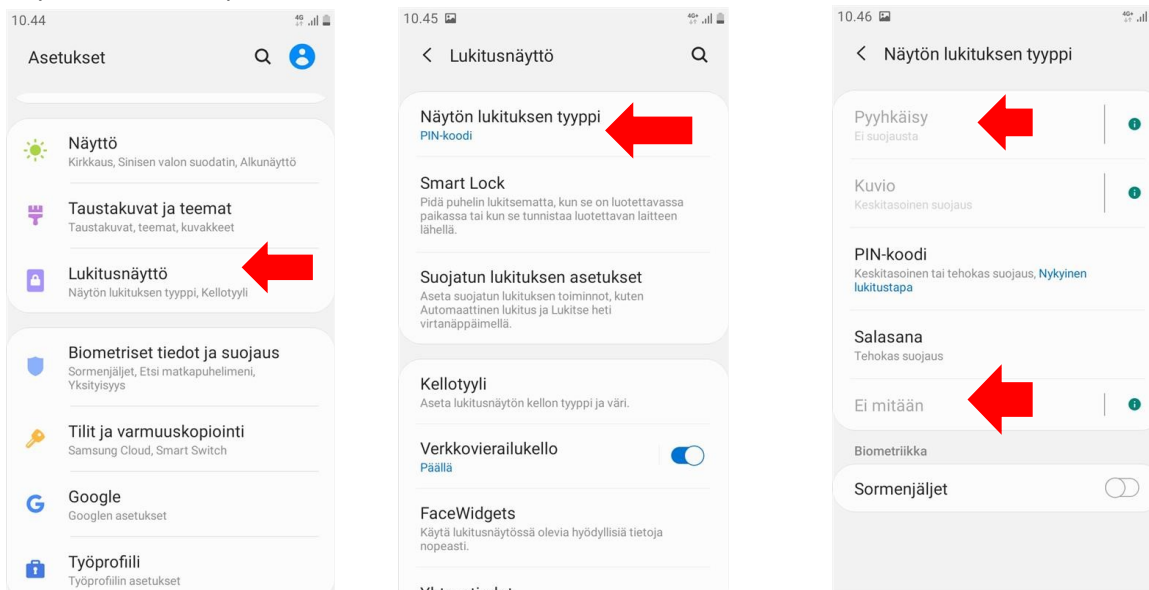 10.44
4G
Asetukset
Näyttö
Kirkkaus, Sinisen valon suodatin, Alkunäyttö
Taustakuvat ja teemat
Taustakuvat, teemat, kuvakkeet
Lukitusnäyttö
Näytön lukituksen tyyppi, Kellotyyli
Biometriset tiedot ja suojaus
Sormenjäljet, Etsi matkapuhelimeni,
Yksityisyys
Tilit ja varmuuskopiointi
Samsung Cloud, Smart Switch
Google
Googlen asetukset
Työprofiili
Työprofiilin asetukset
10.45
4G+
Lukitusnäyttö
Näytön lukituksen tyyppi
PIN-koodi
Smart Lock
Pidä puhelin lukitsematta, kun se on luotettavassa
paikassa tai kun se tunnistaa luotettavan laitteen
lähellä.
Suojatun lukituksen asetukset
Aseta suojatun lukituksen toiminnot, kuten
Automaattinen lukitus ja Lukitse heti
virtanäppäimellä.
Kellotyyli
Aseta lukitusnäytön kellon tyyppi ja väri.
Verkkovierailukello
Päällä
FaceWidgets
Käytä lukitusnäytössä olevia hyödyllisiä tietoja
nopeasti.
10.46
4G+
Näytön lukituksen tyyppi
Pyyhkäisy
Ei suojausta
Kuvio
Keskitasoinen suojaus
PIN-koodi
Keskitasoinen tai tehokas suojaus, Nykyinen
lukitustapa
Salasana
Tehokas suojaus
Ei mitään
Biometriikka
Sormenjäljet